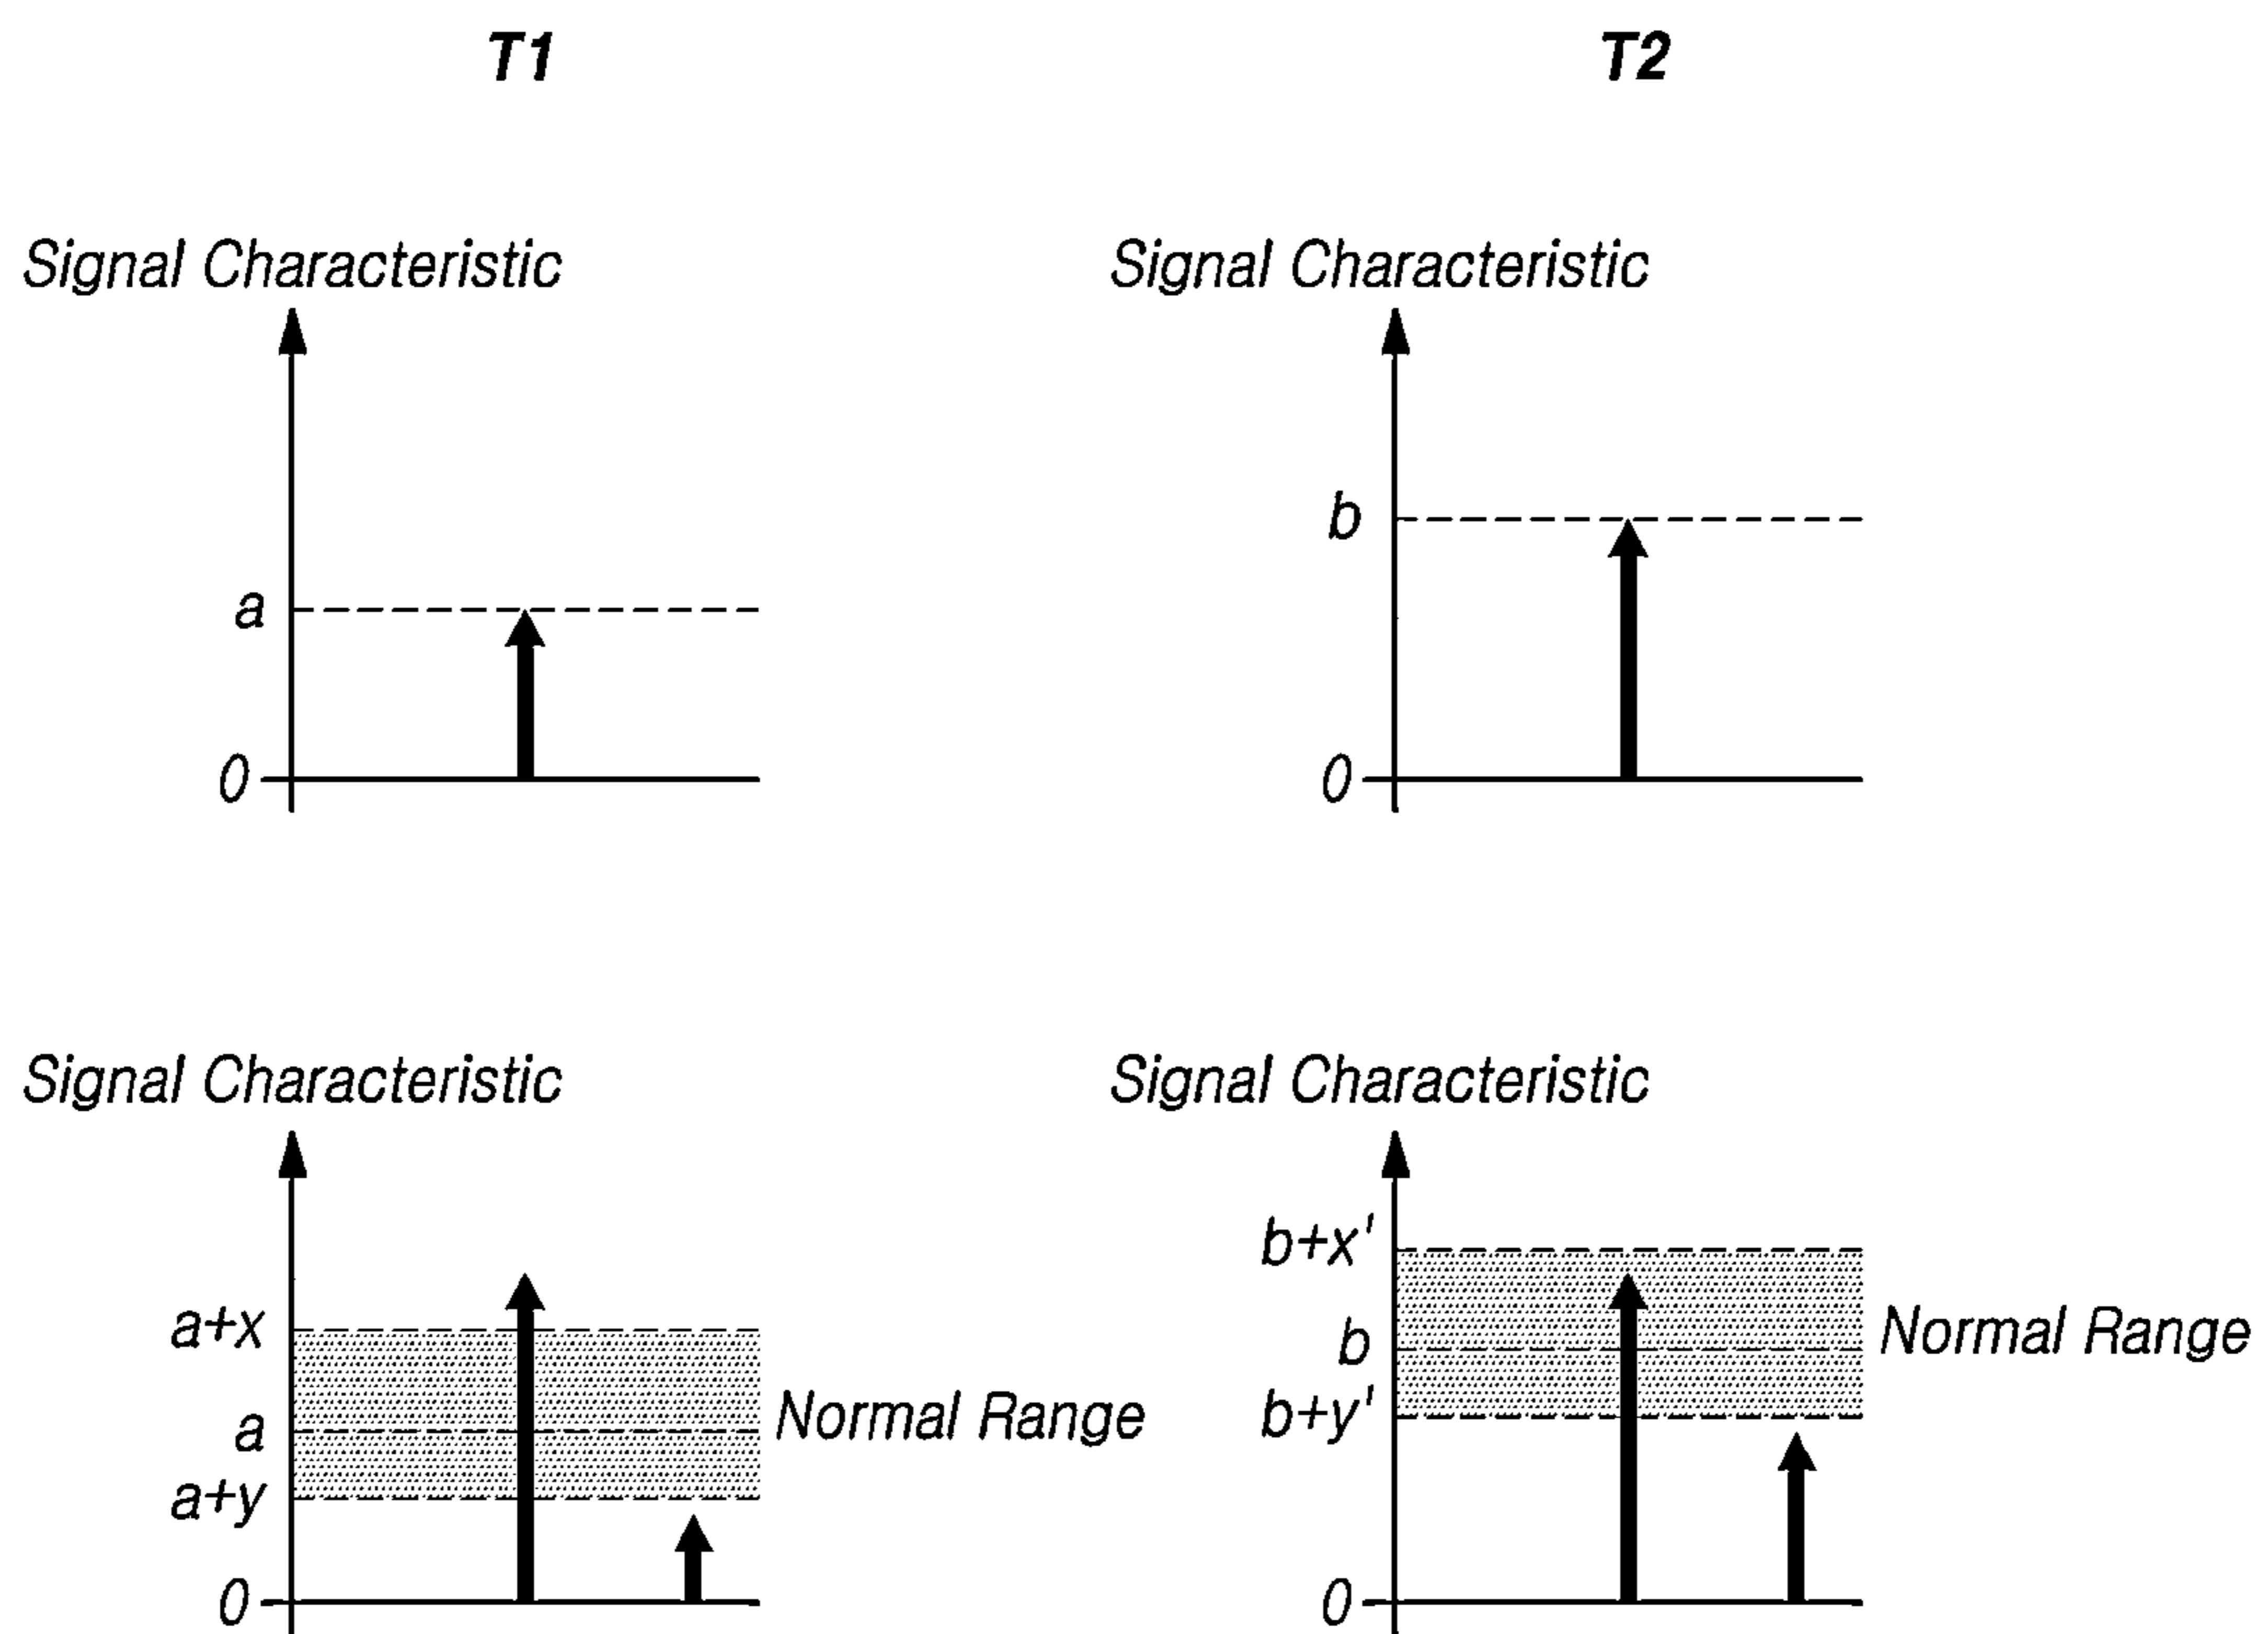 T1
T2
Signal Characteristic
a
0
Signal Characteristic
b
0
Signal Characteristic
a+x
a
a+y
0
Normal Range
Signal Characteristic
b+x'
b
b+y'
0
Normal Range